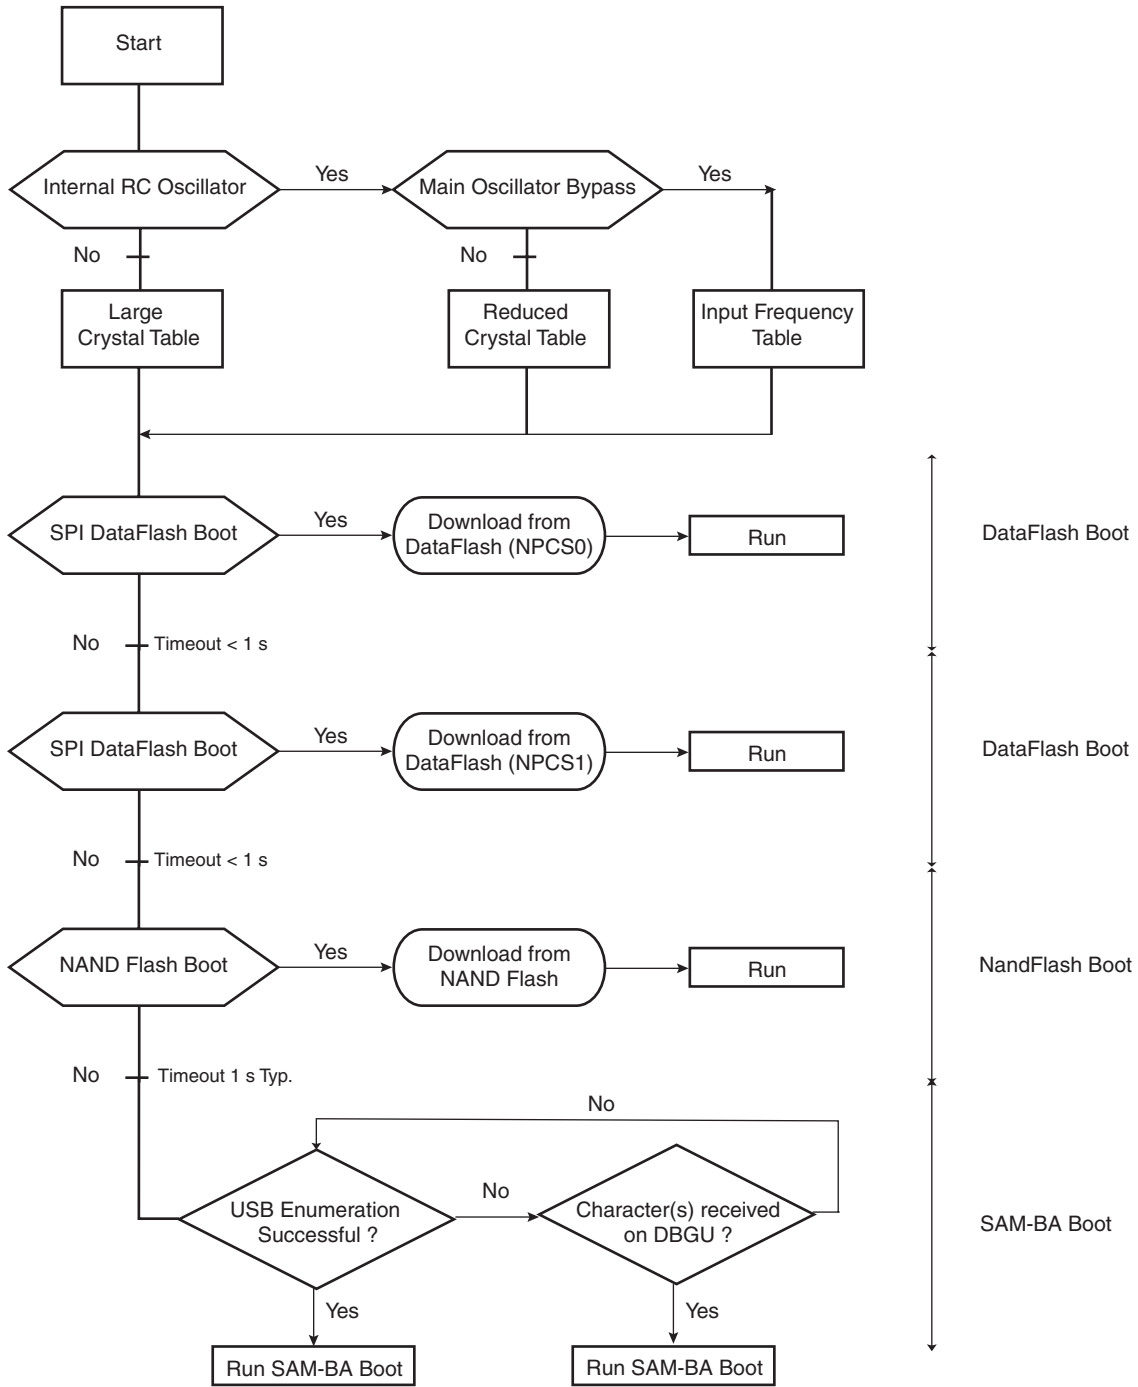 Start
Internal RC Oscillator
Yes
Main Oscillator Bypass
Yes
No
No
Large
Crystal Table
Reduced
Crystal Table
Input Frequency
Table
SPI DataFlash Boot
Yes
Download from
DataFlash (NPCS0)
Run
DataFlash Boot
No
Timeout < 1 s
SPI DataFlash Boot
Yes
Download from
DataFlash (NPCS1)
Run
DataFlash Boot
No
Timeout < 1 s
NAND Flash Boot
Yes
Download from
NAND Flash
Run
NandFlash Boot
No
Timeout 1 s Typ.
No
USB Enumeration
Successful ?
No
Character(s) received
on DBGU ?
SAM-BA Boot
Yes
Yes
Run SAM-BA Boot
Run SAM-BA Boot